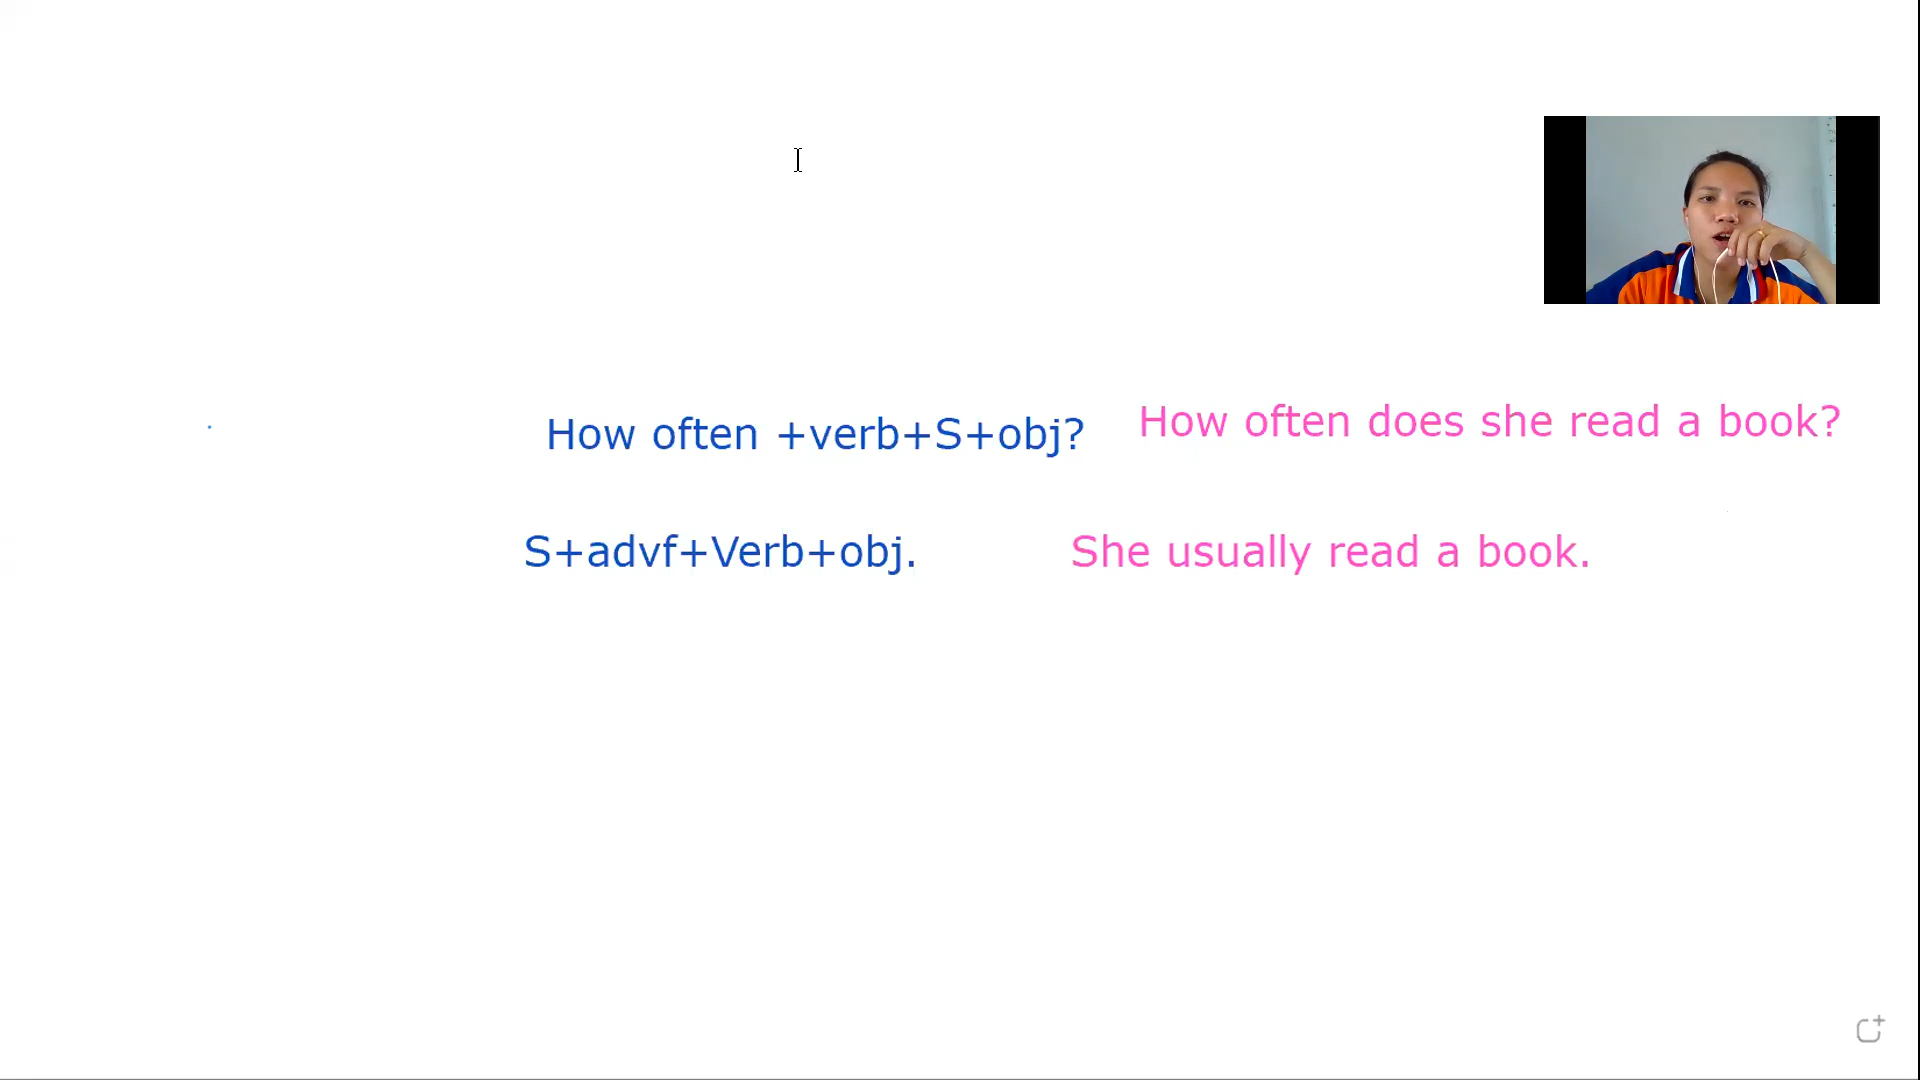 How often +verb+S+obj? How often does she read a book?
S+advf+Verb+obj. She usually read a book.